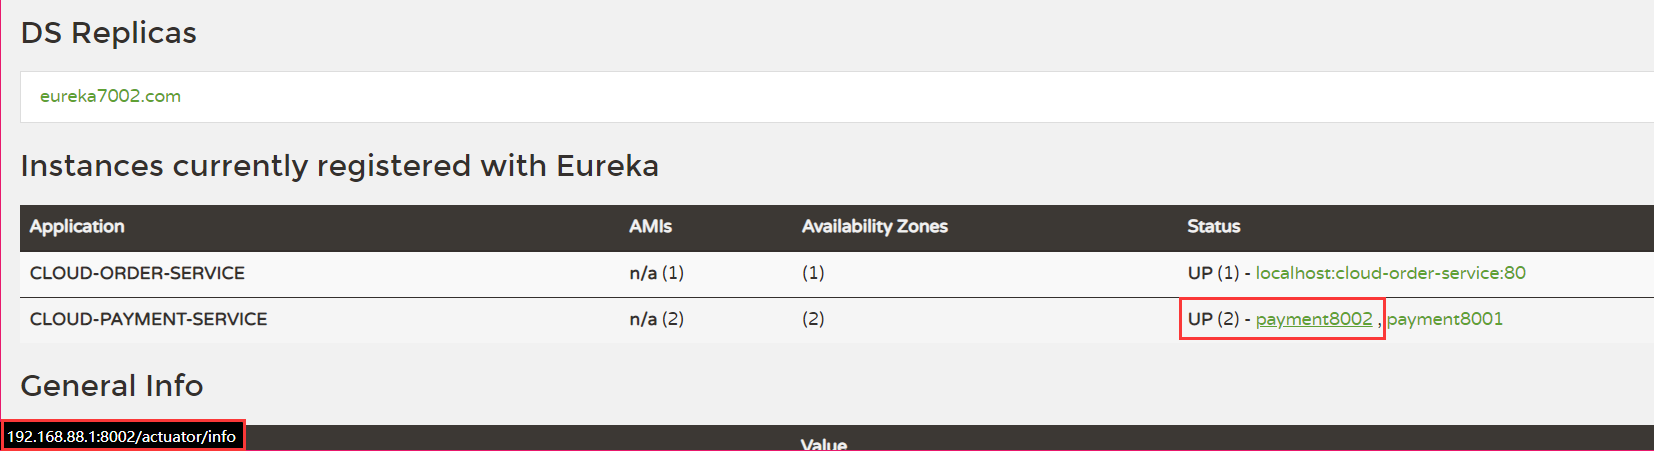 DS Replicas
eureka7002.com
Instances currently registered with Eureka
Application AMIs Availability Zones Status
CLOUD-ORDER-SERVICE n/a (1) (1) UP (1) - localhost:cloud-order-service:80
CLOUD-PAYMENT-SERVICE n/a (2) (2) UP (2) - payment8002 , payment8001
General Info
192.168.88.1:8002/actuator/info
Value